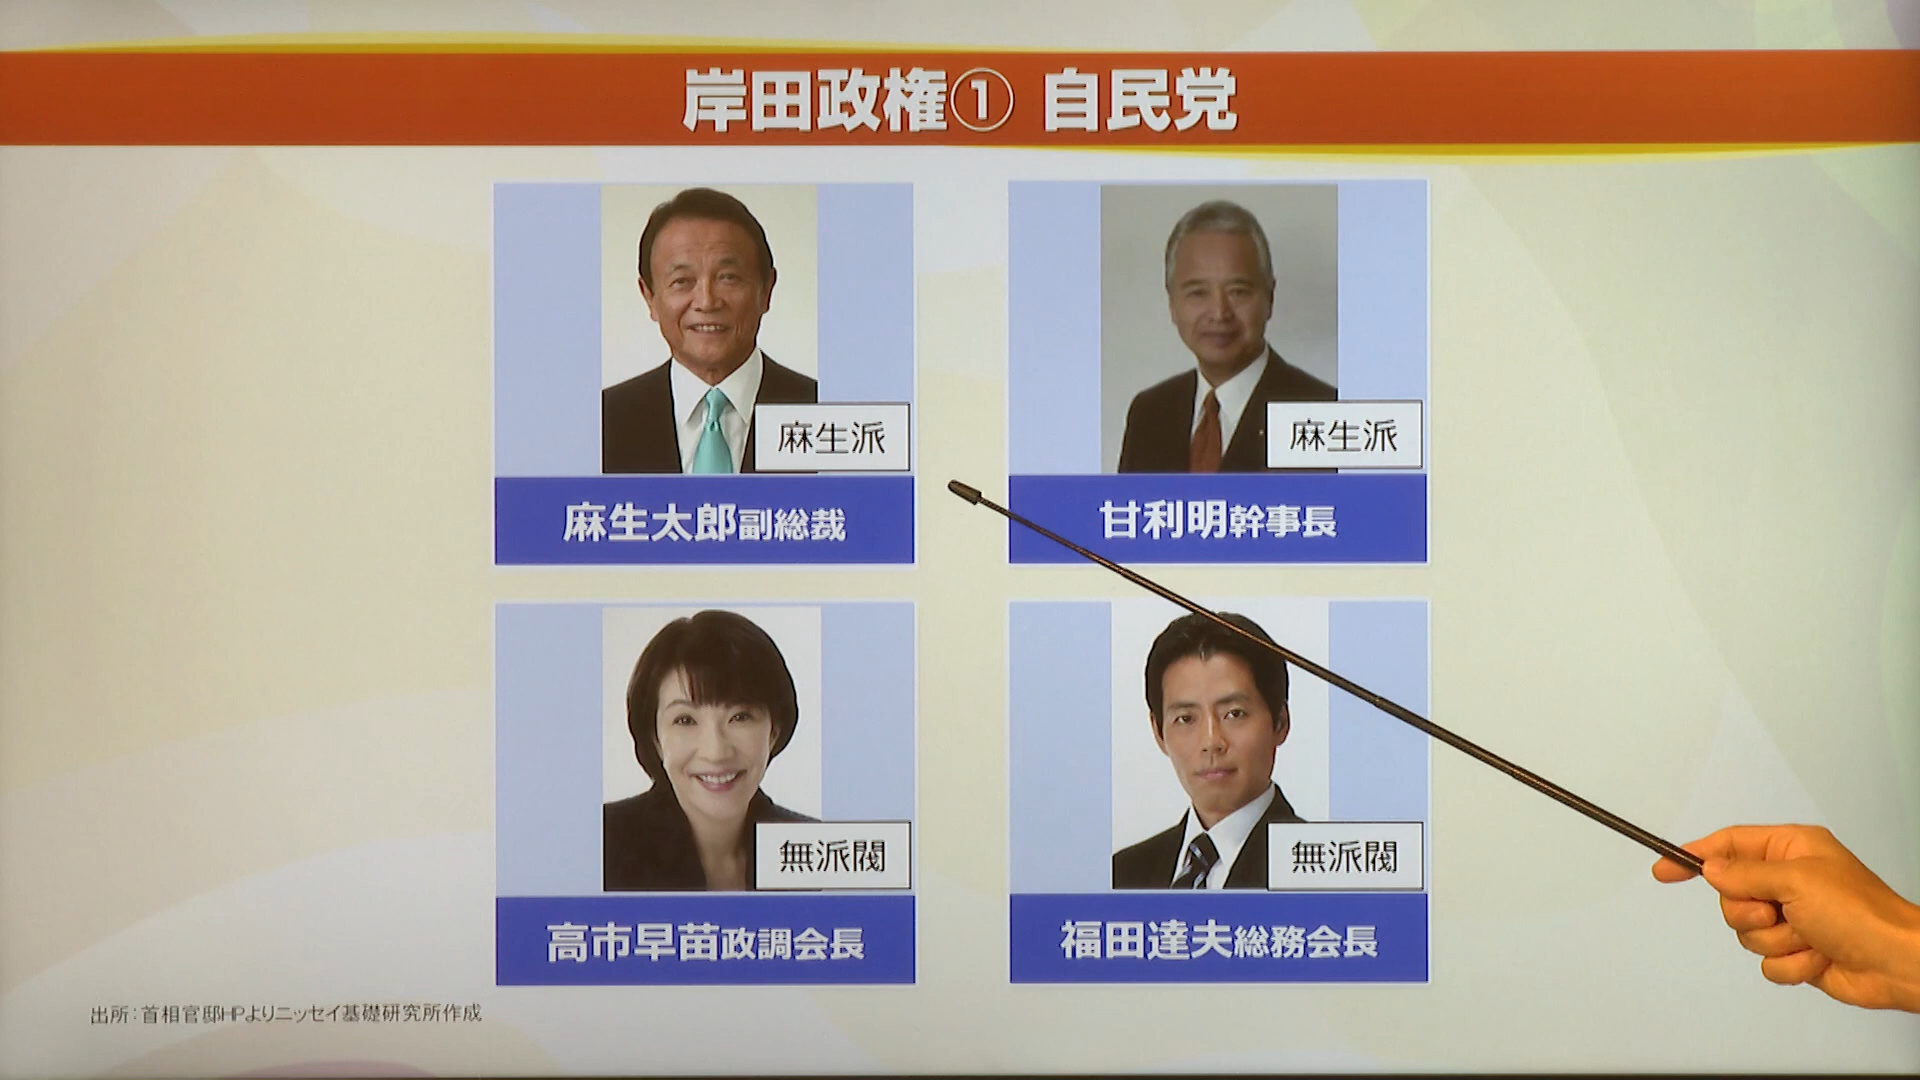 岸田政権① 自民党
麻生派
麻生派
麻生太郎副総裁
甘利明幹事長
無派閥
無派閥
高市早苗政調会長
福田達夫総務会長
出所：首相官邸HPよりニッセイ基礎研究所作成